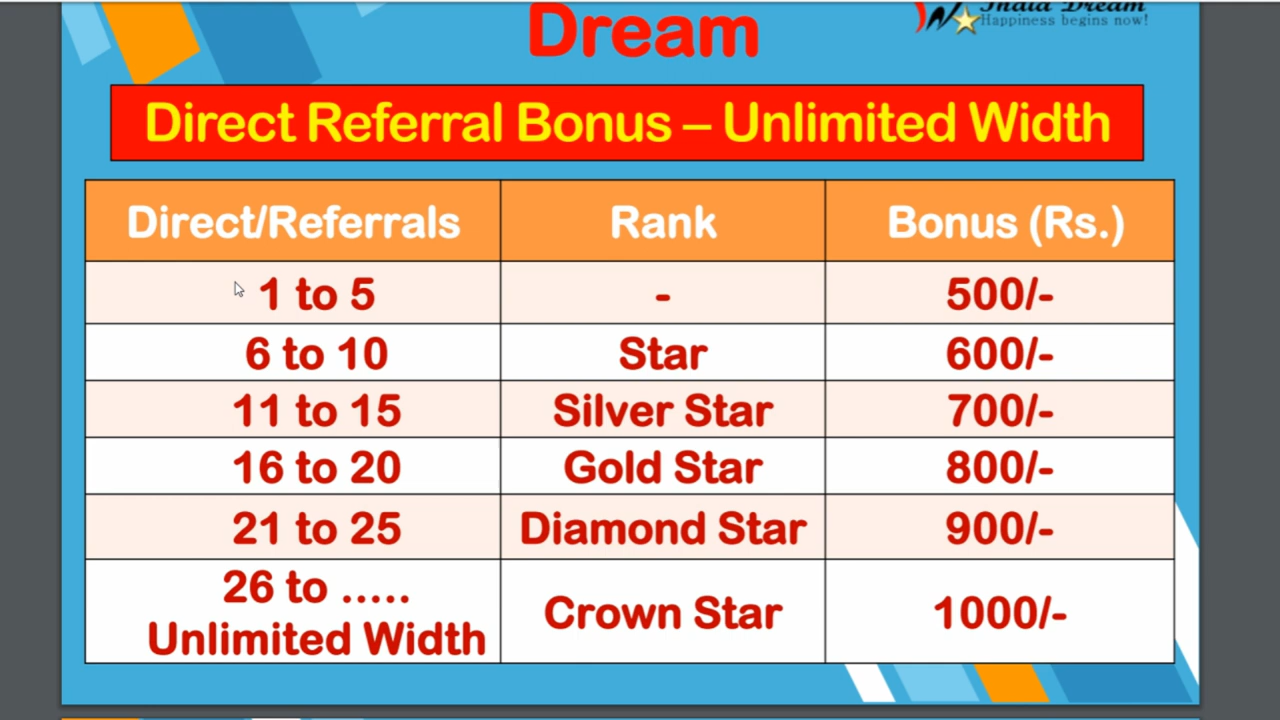 India Dream
Happiness begins now!
Dream
Direct Referral Bonus – Unlimited Width
Direct/Referrals Rank Bonus (Rs.)
1 to 5 - 500/-
6 to 10 Star 600/-
11 to 15 Silver Star 700/-
16 to 20 Gold Star 800/-
21 to 25 Diamond Star 900/-
26 to .....
Unlimited Width Crown Star 1000/-